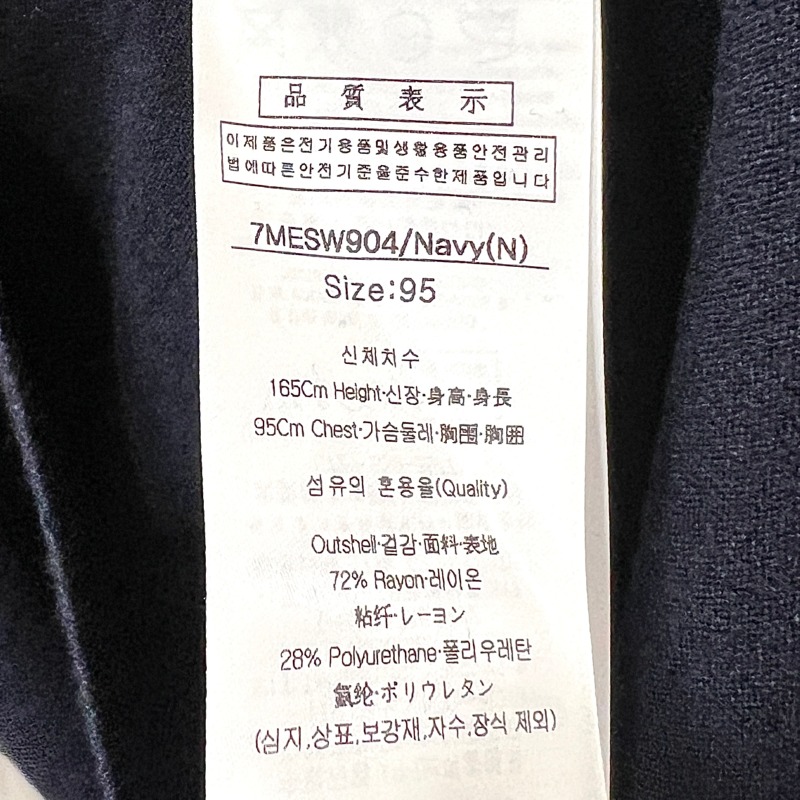 品質表示
이제품은전기용품및생활용품안전관리
법에따른안전기준을준수한제품입니다
7MESW904/Navy(N)
Size:95
신체치수
165Cm Height·신장·身高·身長
95Cm Chest·가슴둘레·胸围·胸囲
섬유의 혼용율(Quality)
Outshell·겉감·面料·表地
72% Rayon·레이온
粘纤·レーヨン
28% Polyurethane·폴리우레탄
氨纶·ポリウレタン
(심지,상표,보강재,자수,장식 제외)